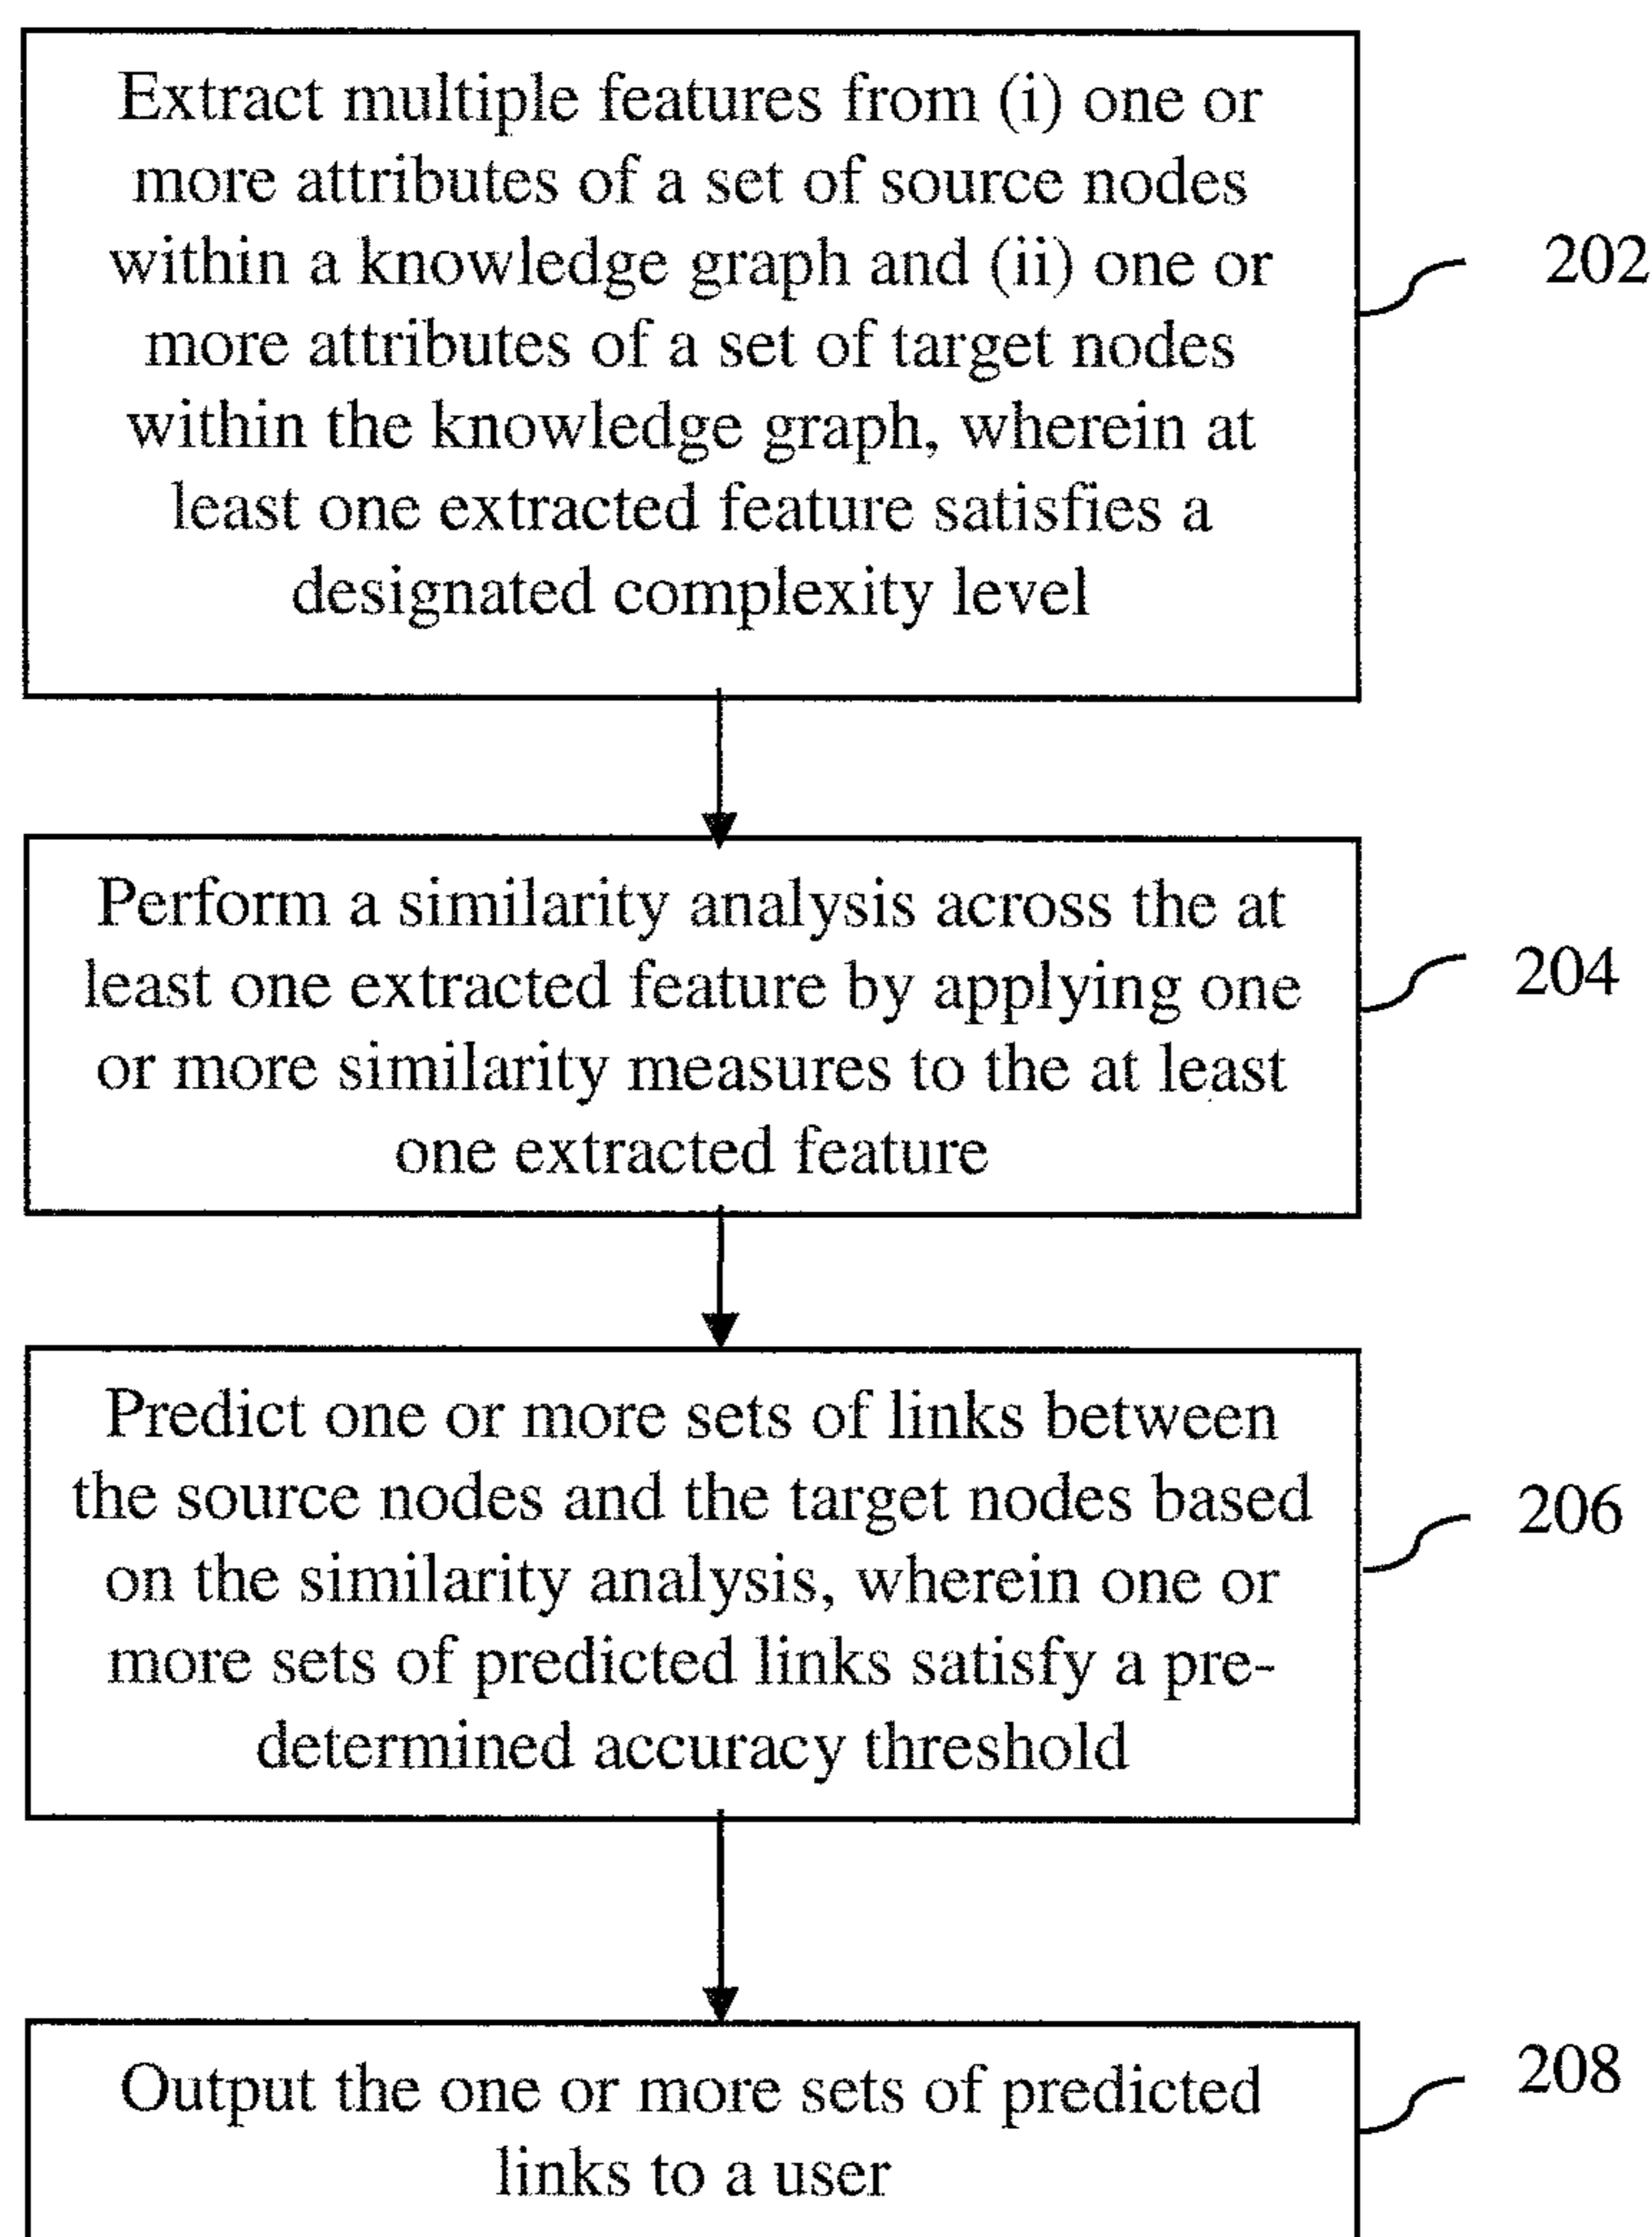 Extract multiple features from (i) one or
more attributes of a set of source nodes
within a knowledge graph and (ii) one or
more attributes of a set of target nodes
within the knowledge graph, wherein at
least one extracted feature satisfies a
designated complexity level
202
Perform a similarity analysis across the at
least one extracted feature by applying one
or more similarity measures to the at least
one extracted feature
204
Predict one or more sets of links between
the source nodes and the target nodes based
on the similarity analysis, wherein one or
more sets of predicted links satisfy a pre-
determined accuracy threshold
206
Output the one or more sets of predicted
links to a user
208